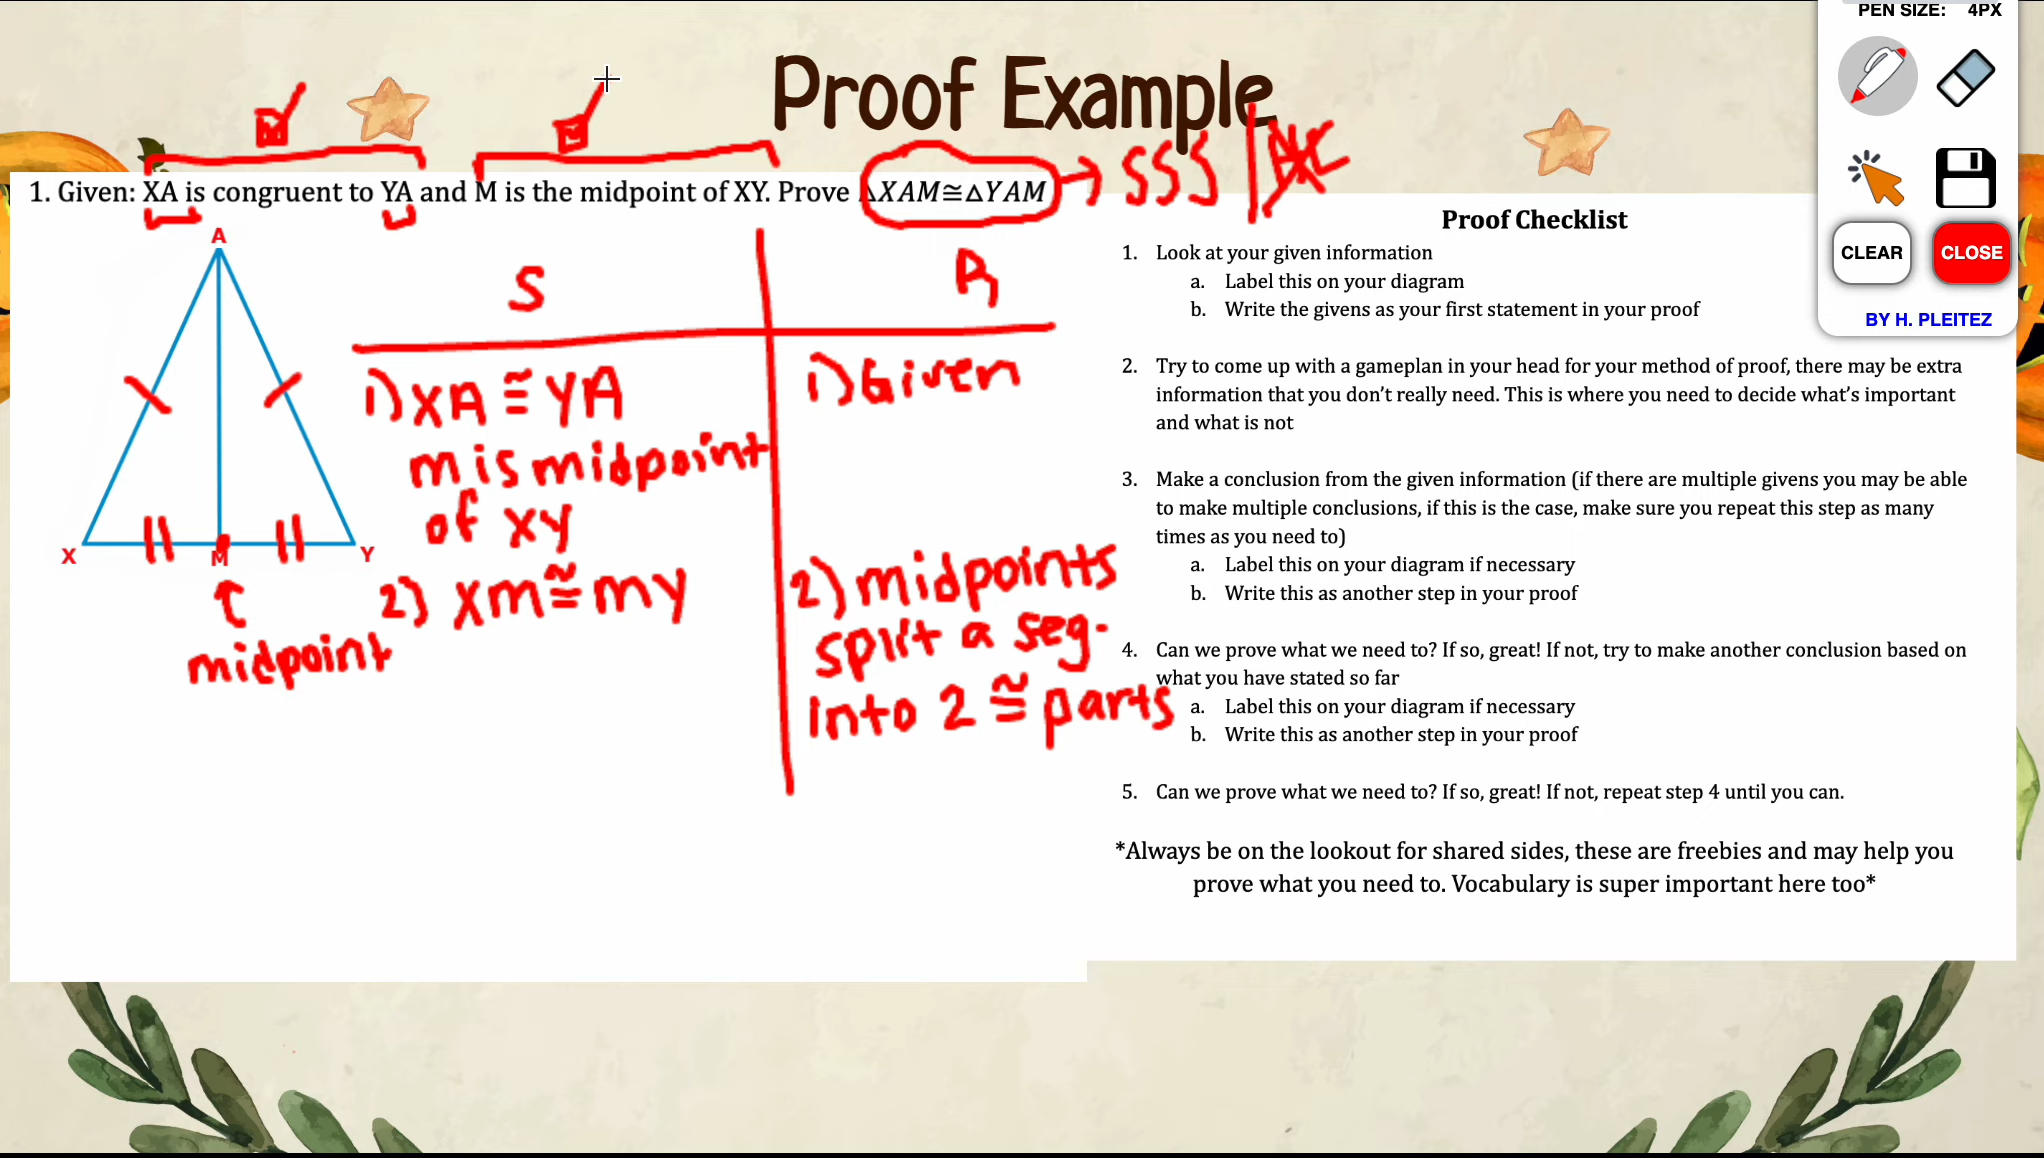 PEN SIZE: 4PX
Proof Example
SSS
1. Given: XA is congruent to YA and M is the midpoint of XY. Prove △XAM≅△YAM
CLEAR
CLOSE
BY H. PLEITEZ
A
X
M
Y
midpoint
S
R
1) XA ≅ YA
1) Given
m is midpoint
of XY
2) Xm ≅ my
2) midpoints
split a seg.
into 2 ≅ parts
Proof Checklist
1. Look at your given information
a. Label this on your diagram
b. Write the givens as your first statement in your proof
2. Try to come up with a gameplan in your head for your method of proof, there may be extra
information that you don't really need. This is where you need to decide what's important
and what is not
3. Make a conclusion from the given information (if there are multiple givens you may be able
to make multiple conclusions, if this is the case, make sure you repeat this step as many
times as you need to)
a. Label this on your diagram if necessary
b. Write this as another step in your proof
4. Can we prove what we need to? If so, great! If not, try to make another conclusion based on
what you have stated so far
a. Label this on your diagram if necessary
b. Write this as another step in your proof
5. Can we prove what we need to? If so, great! If not, repeat step 4 until you can.
*Always be on the lookout for shared sides, these are freebies and may help you
prove what you need to. Vocabulary is super important here too*